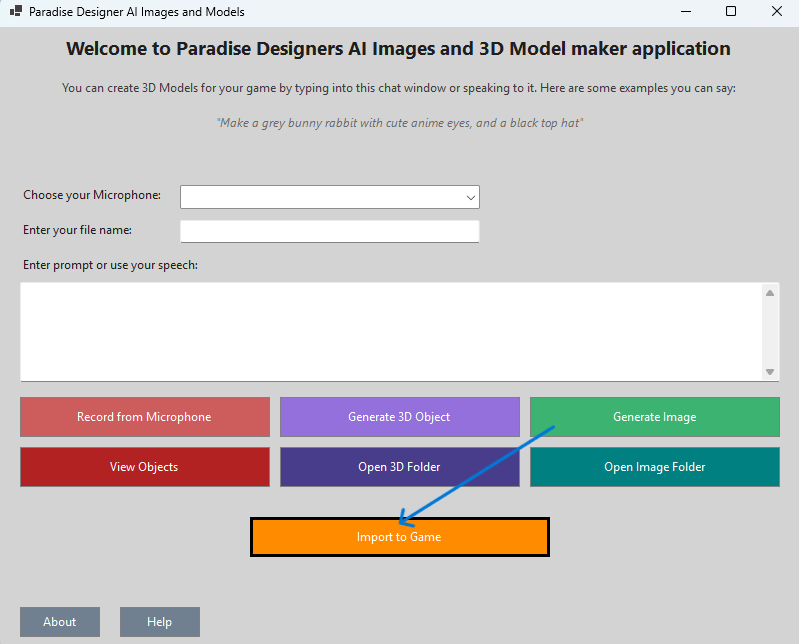 Paradise Designer AI Images and Models
Welcome to Paradise Designers AI Images and 3D Model maker application
You can create 3D Models for your game by typing into this chat window or speaking to it. Here are some examples you can say:
"Make a grey bunny rabbit with cute anime eyes, and a black top hat"
Choose your Microphone:
Enter your file name:
Enter prompt or use your speech:
Record from Microphone Generate 3D Object Generate Image
View Objects Open 3D Folder Open Image Folder
Import to Game
About Help